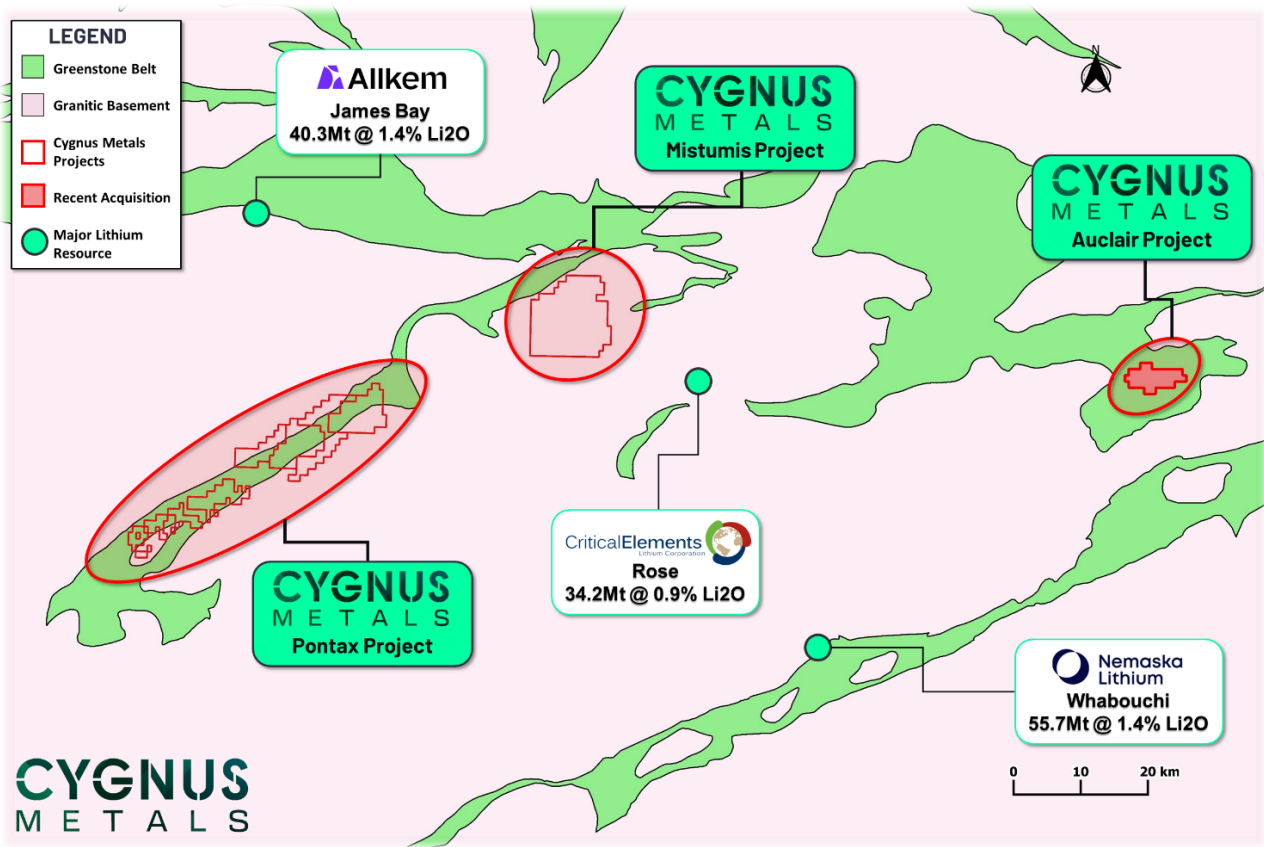 LEGEND
Greenstone Belt
Granitic Basement
Cygnus Metals
Projects
Recent Acquisition
Major Lithium
Resource
Allkem
James Bay
40.3Mt @ 1.4% Li2O
CYGNUS
METALS
Mistumis Project
N
CYGNUS
METALS
Auclair Project
CriticalElements
Lithium Corporation
Rose
34.2Mt @ 0.9% Li2O
CYGNUS
METALS
Pontax Project
Nemaska
Lithium
Whabouchi
55.7Mt @ 1.4% Li2O
0 10 20 km
CYGNUS
METALS